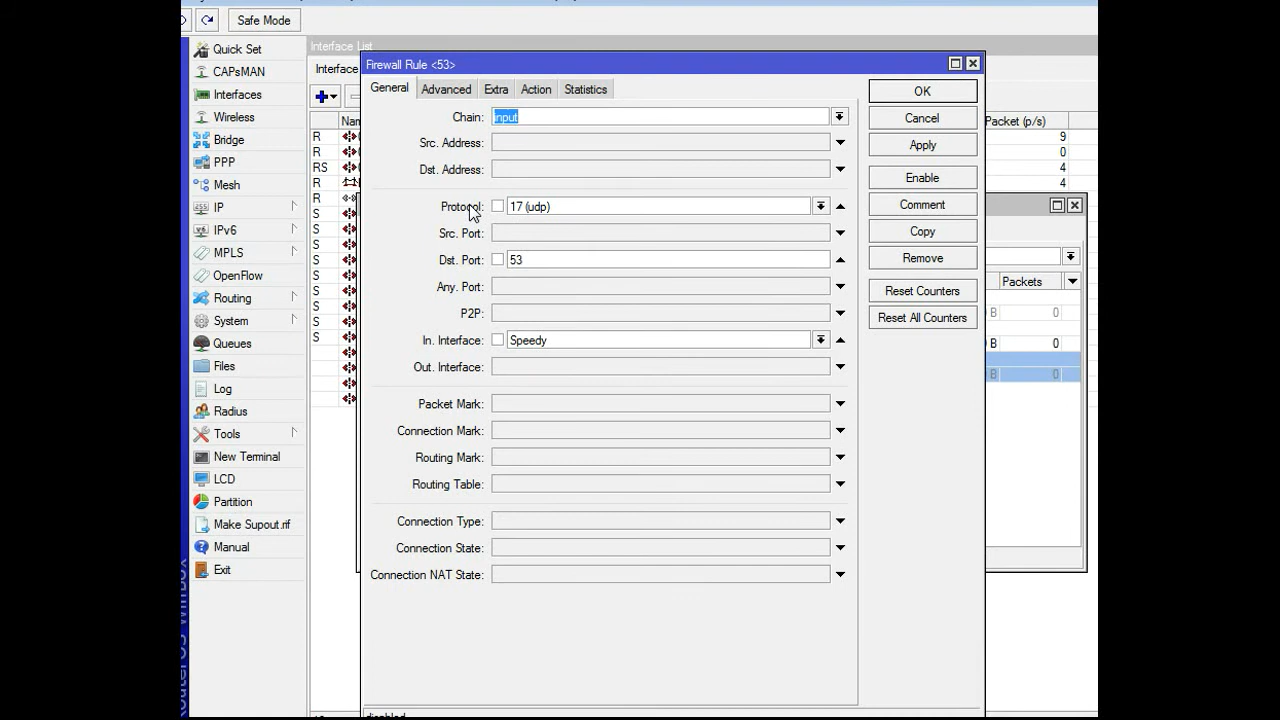 Safe Mode
Quick Set
CAPsMAN
Interfaces
Wireless
Bridge
PPP
Mesh
IP
IPv6
MPLS
OpenFlow
Routing
System
Queues
Files
Log
Radius
Tools
New Terminal
LCD
Partition
Make Supout.rif
Manual
Exit
Interface List
Interface
R
R
RS
R
R
S
S
S
S
S
S
S
S
S
Packet (p/s)
9
0
4
4
Firewall Rule <53>
General
Advanced
Extra
Action
Statistics
Chain: input
Src. Address:
Dst. Address:
Protocol: 17 (udp)
Src. Port:
Dst. Port: 53
Any. Port:
P2P:
In. Interface: Speedy
Out. Interface:
Packet Mark:
Connection Mark:
Routing Mark:
Routing Table:
Connection Type:
Connection State:
Connection NAT State:
OK
Cancel
Apply
Enable
Comment
Copy
Remove
Reset Counters
Reset All Counters
Packets
B 0
B 0
B 0
disabled